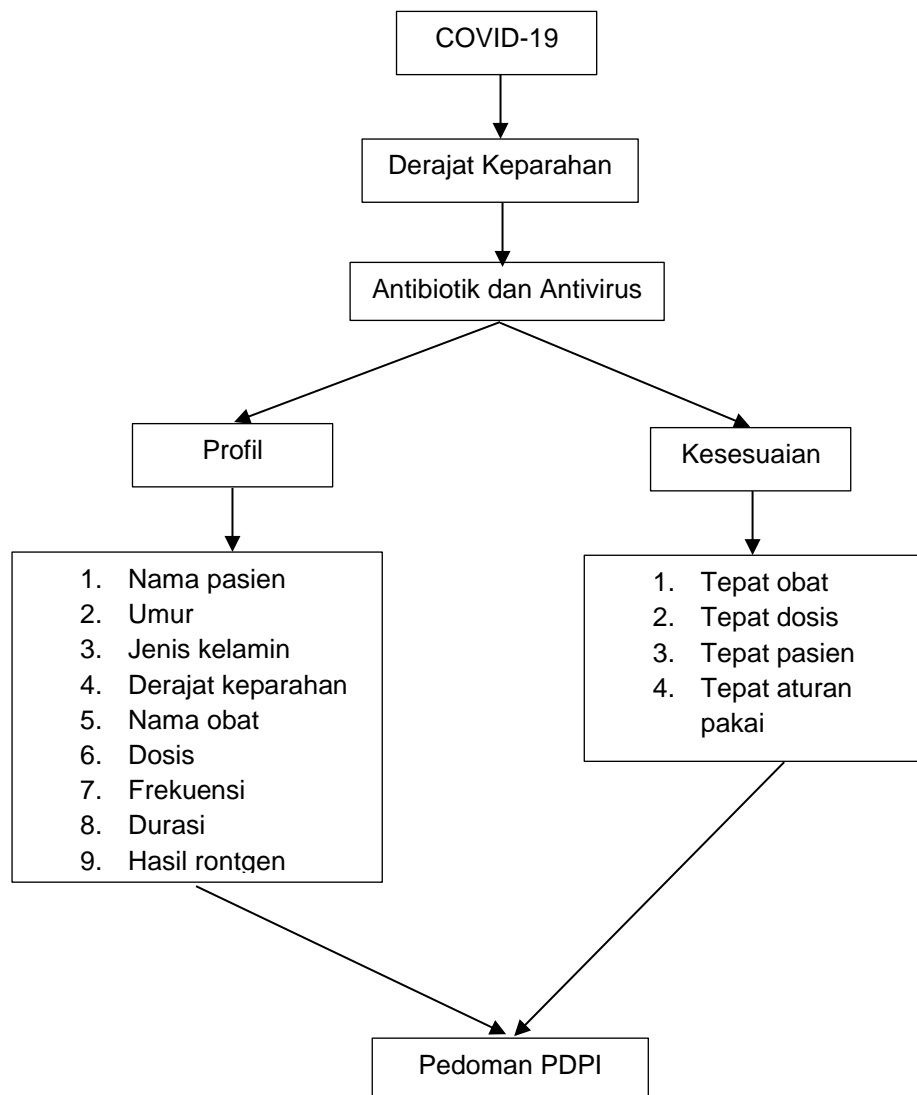 COVID-19
Derajat Keparahan
Antibiotik dan Antivirus
Profil
Kesesuaian
1. Nama pasien
2. Umur
3. Jenis kelamin
4. Derajat keparahan
5. Nama obat
6. Dosis
7. Frekuensi
8. Durasi
9. Hasil rontgen
1. Tepat obat
2. Tepat dosis
3. Tepat pasien
4. Tepat aturan
pakai
Pedoman PDPI